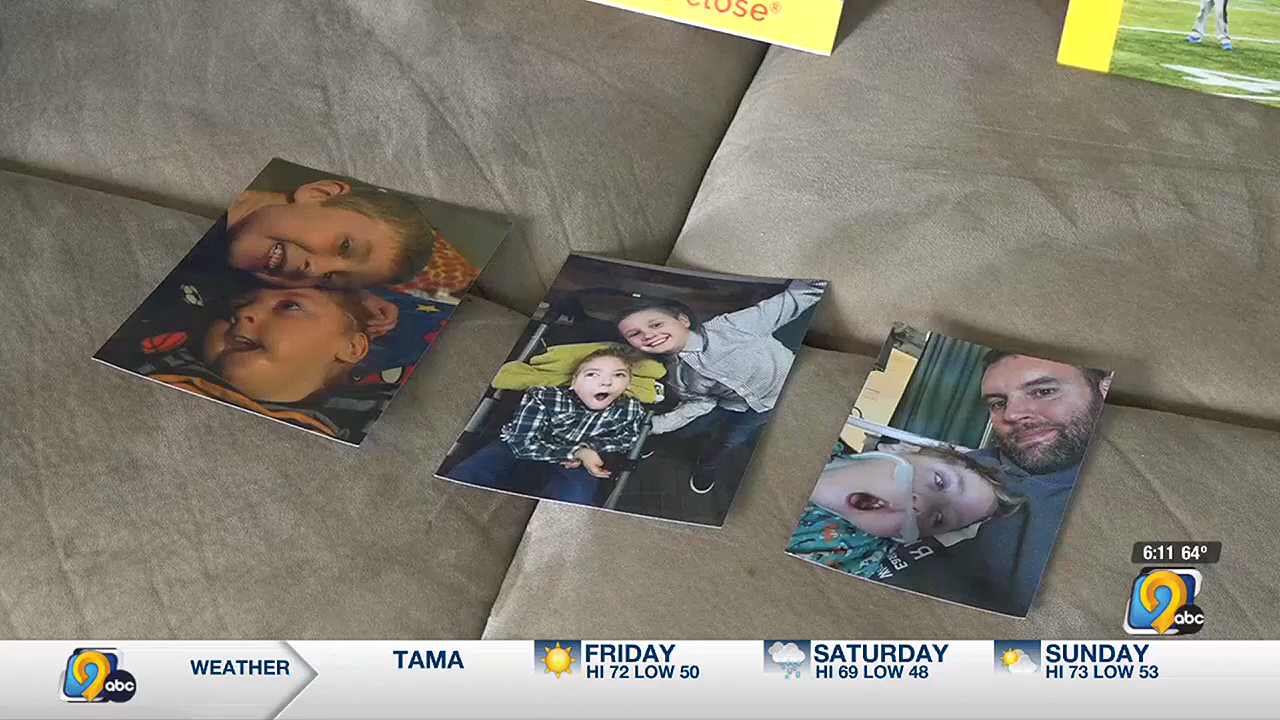 close®
6:11 64°
9
abc
9
abc
WEATHER
TAMA
FRIDAY
HI 72 LOW 50
SATURDAY
HI 69 LOW 48
SUNDAY
HI 73 LOW 53